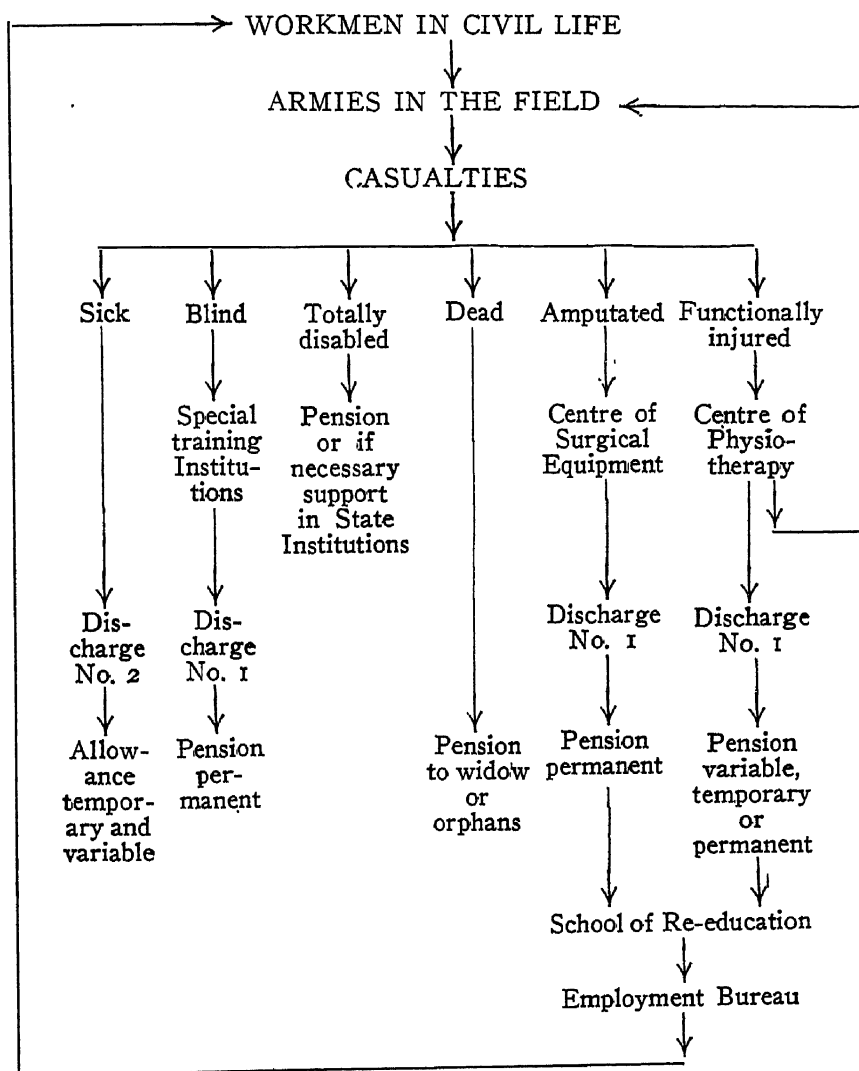 WORKMEN IN CIVIL LIFE
ARMIES IN THE FIELD
CASUALTIES
Sick
Blind
Totally
disabled
Dead
Amputated
Functionally
injured
Special
training
Institu-
tions
Pension
or if
necessary
support
in State
Institutions
Centre of
Surgical
Equipment
Centre of
Physio-
therapy
Dis-
charge
No. 2
Dis-
charge
No. 1
Discharge
No. 1
Discharge
No. 1
Allow-
ance
tempor-
ary and
variable
Pension
per-
manent
Pension
to widow
or
orphans
Pension
permanent
Pension
variable,
temporary
or
permanent
School of Re-education
Employment Bureau